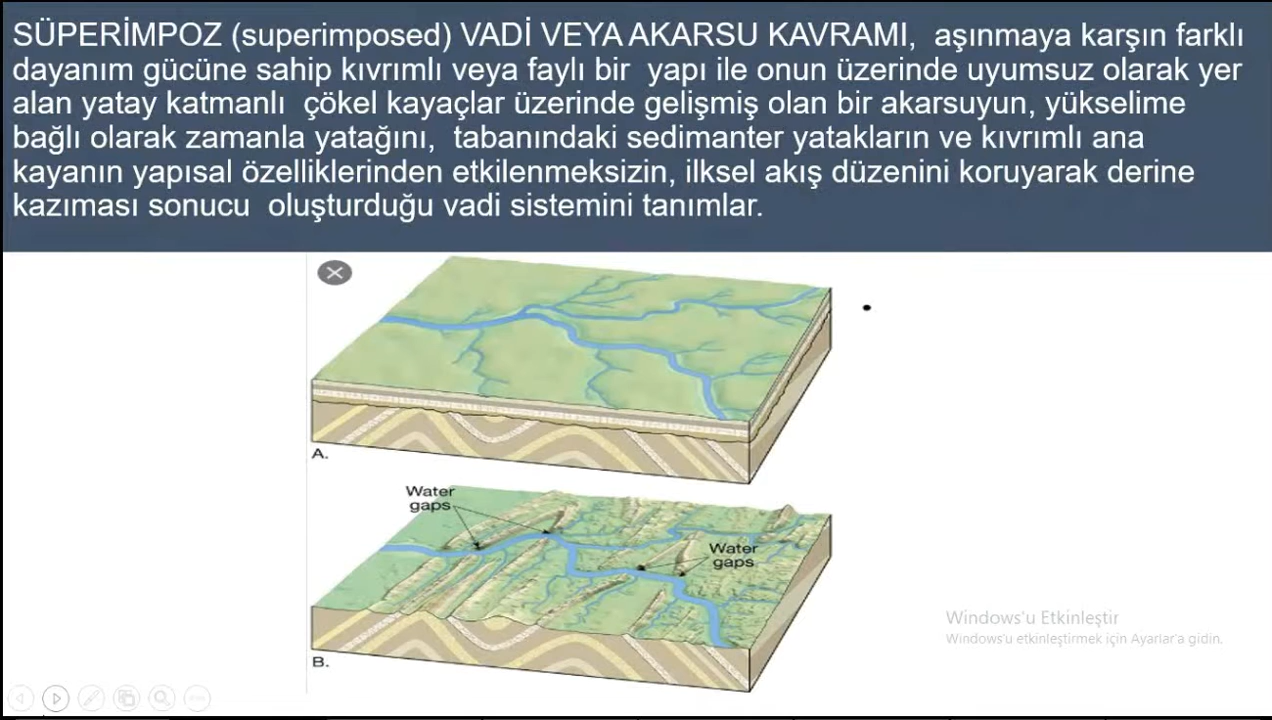 SÜPERİMPOZ (superimposed) VADİ VEYA AKARSU KAVRAMI, aşınmaya karşın farklı
dayanım gücüne sahip kıvrımlı veya faylı bir yapı ile onun üzerinde uyumsuz olarak yer
alan yatay katmanlı çökel kayaçlar üzerinde gelişmiş olan bir akarsuyun, yükselime
bağlı olarak zamanla yatağını, tabanındaki sedimanter yatakların ve kıvrımlı ana
kayanın yapısal özelliklerinden etkilenmeksizin, ilksel akış düzenini koruyarak derine
kazıması sonucu oluşturduğu vadi sistemini tanımlar.
A.
Water
gaps
Water
gaps
B.
Windows'u Etkinleştir
Windows'u etkinleştirmek için Ayarlar'a gidin.